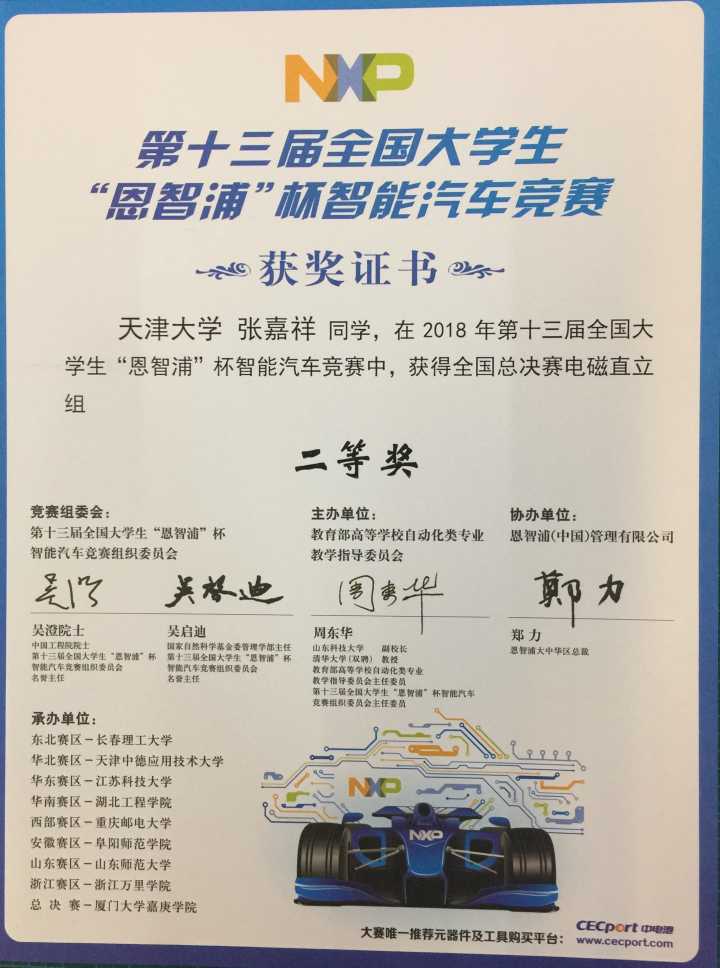 NXP
第十三届全国大学生
“恩智浦”杯智能汽车竞赛
获奖证书
天津大学 张嘉祥 同学，在 2018 年第十三届全国大
学生“恩智浦”杯智能汽车竞赛中，获得全国总决赛电磁直立
组
二等奖
竞赛组委会：
第十三届全国大学生“恩智浦”杯
智能汽车竞赛组织委员会
主办单位：
教育部高等学校自动化类专业
教学指导委员会
协办单位：
恩智浦(中国)管理有限公司
吴澄
吴启迪
周东华
郑力
吴澄院士
中国工程院院士
第十三届全国大学生“恩智浦”杯
智能汽车竞赛组织委员会
名誉主任
吴启迪
国家自然科学基金委管理学部主任
第十三届全国大学生“恩智浦”杯
智能汽车竞赛组织委员会
名誉主任
周东华
山东科技大学 副校长
清华大学(双聘) 教授
教育部高等学校自动化类专业
教学指导委员会主任委员
第十三届全国大学生“恩智浦”杯智能汽车
竞赛组织委员会主任委员
郑 力
恩智浦大中华区总裁
承办单位：
东北赛区－长春理工大学
华北赛区－天津中德应用技术大学
华东赛区－江苏科技大学
华南赛区－湖北工程学院
西部赛区－重庆邮电大学
安徽赛区－阜阳师范学院
山东赛区－山东师范大学
浙江赛区－浙江万里学院
总 决 赛－厦门大学嘉庚学院
NXP
NXP
大赛唯一推荐元器件及工具购买平台：
CECport 中电港
www.cecport.com